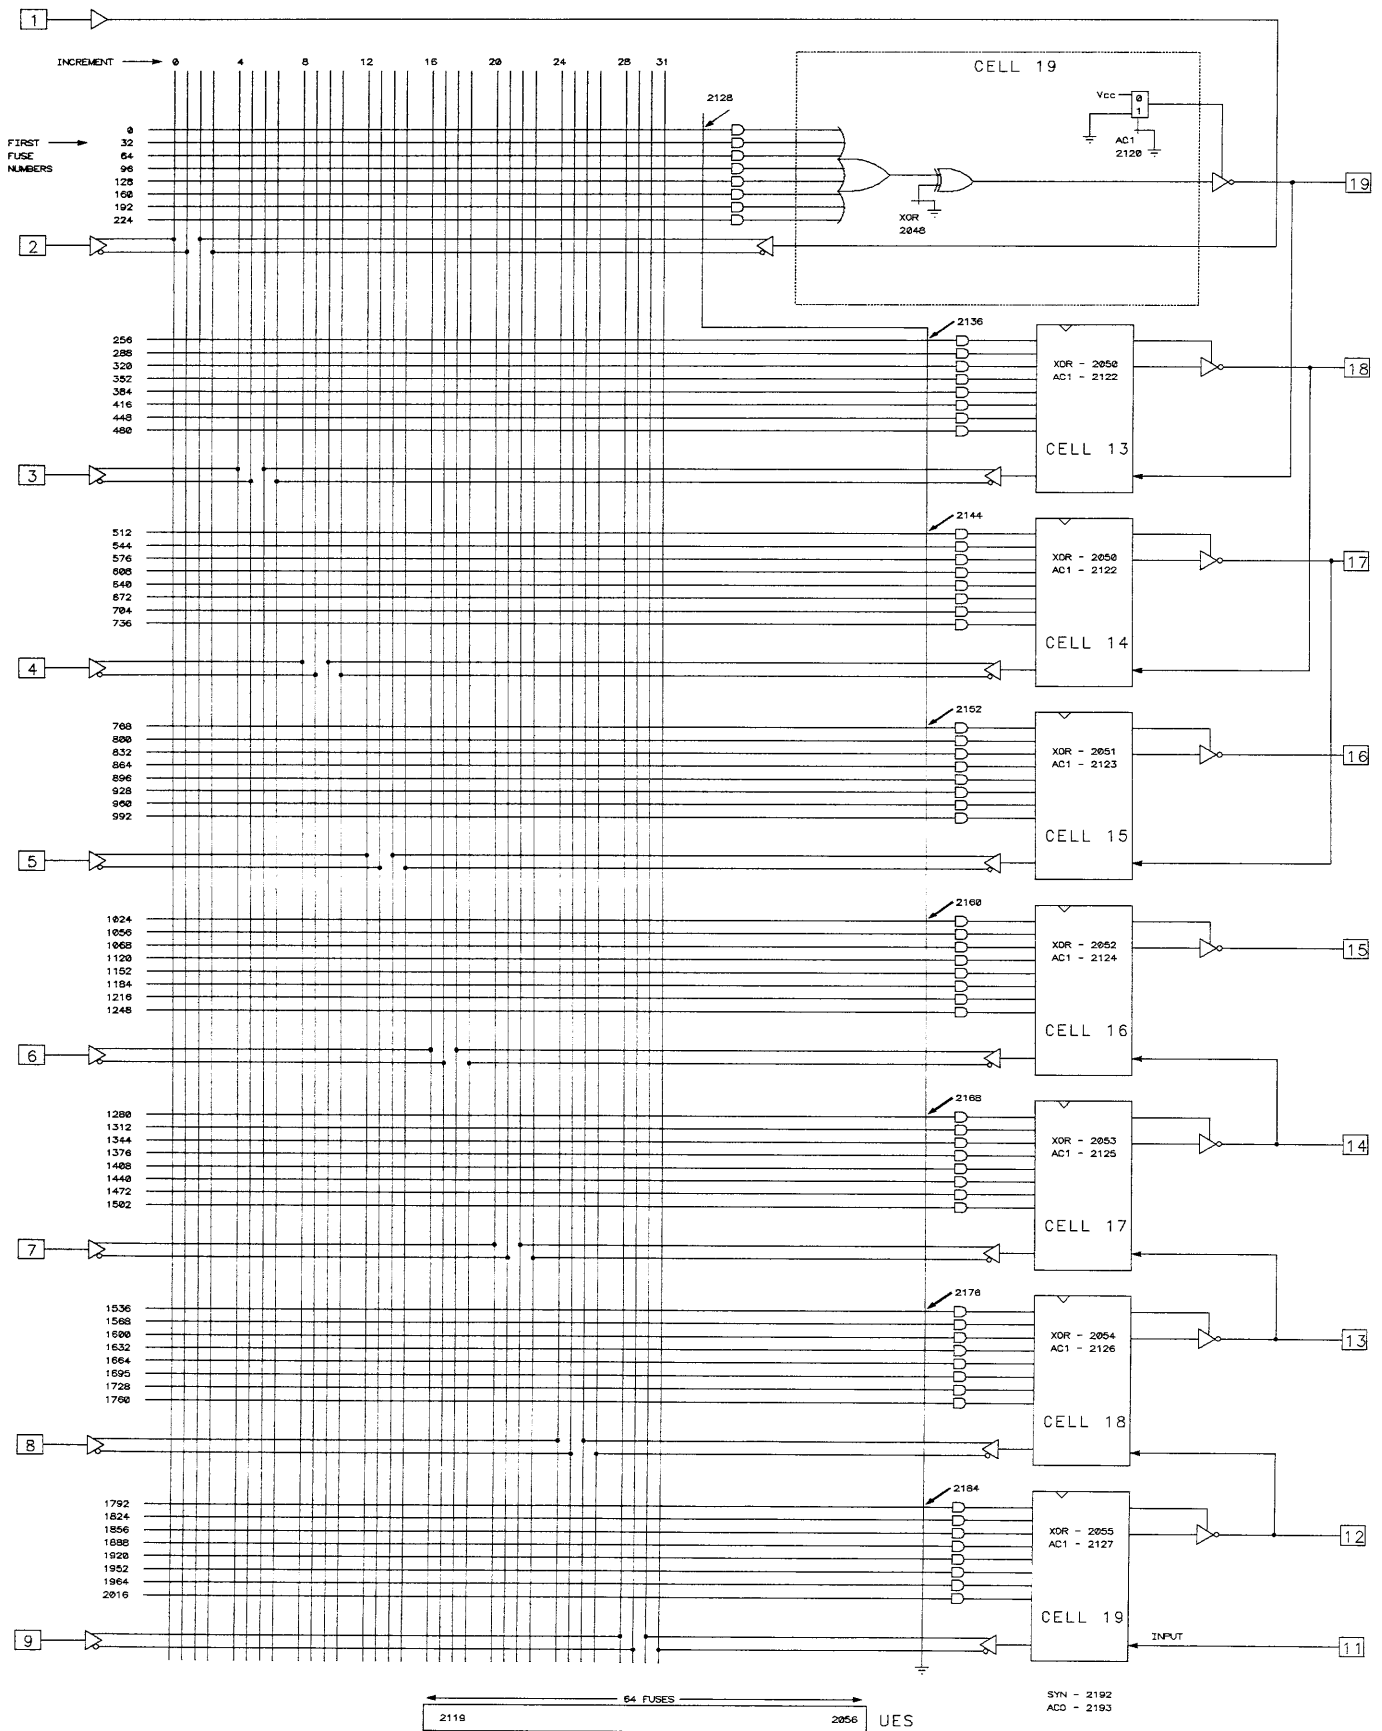 1
INCREMENT 0 4 8 12 16 20 24 28 31
CELL 19
2128
Vcc 0
1
AC1
2120
FIRST
FUSE
NUMBERS
0
32
64
96
128
160
192
224
XOR
2048
19
2
256
288
320
352
384
416
448
480
2136
XOR - 2050
AC1 - 2122
CELL 13
18
3
512
544
576
608
640
672
704
736
2144
XOR - 2050
AC1 - 2122
CELL 14
17
4
768
800
832
864
896
928
960
992
2152
XOR - 2051
AC1 - 2123
CELL 15
16
5
1024
1056
1068
1120
1152
1184
1216
1248
2160
XOR - 2052
AC1 - 2124
CELL 16
15
6
1280
1312
1344
1376
1408
1440
1472
1502
2168
XOR - 2053
AC1 - 2125
CELL 17
14
7
1536
1568
1600
1632
1664
1695
1728
1760
2176
XOR - 2054
AC1 - 2126
CELL 18
13
8
1792
1824
1856
1888
1920
1952
1964
2016
2184
XOR - 2055
AC1 - 2127
CELL 19
12
9
INPUT
11
SYN - 2192
AC0 - 2193
64 FUSES
2119 2056 UES